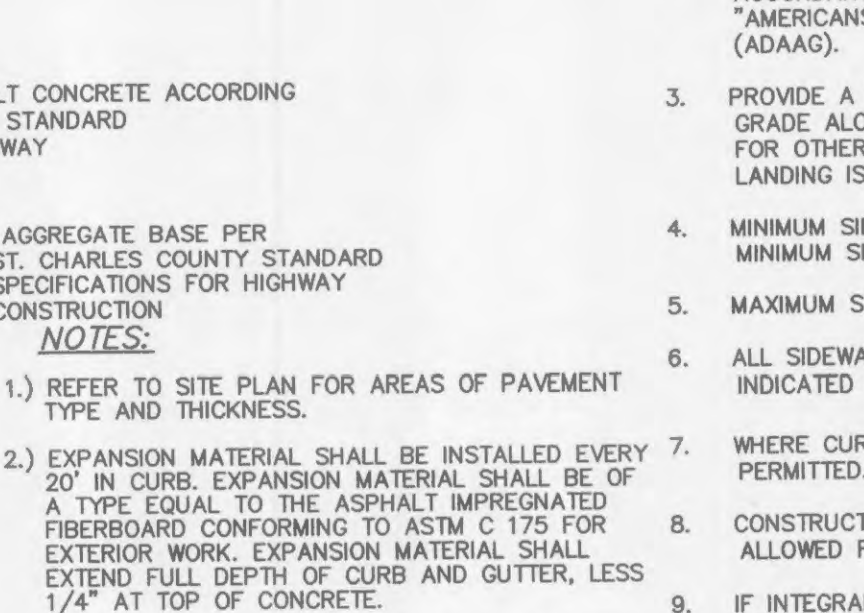 LT CONCRETE ACCORDING
STANDARD
WAY
AGGREGATE BASE PER
ST. CHARLES COUNTY STANDARD
SPECIFICATIONS FOR HIGHWAY
CONSTRUCTION
NOTES:
1.) REFER TO SITE PLAN FOR AREAS OF PAVEMENT
TYPE AND THICKNESS.
2.) EXPANSION MATERIAL SHALL BE INSTALLED EVERY
20' IN CURB. EXPANSION MATERIAL SHALL BE OF
A TYPE EQUAL TO THE ASPHALT IMPREGNATED
FIBERBOARD CONFORMING TO ASTM C 175 FOR
EXTERIOR WORK. EXPANSION MATERIAL SHALL
EXTEND FULL DEPTH OF CURB AND GUTTER, LESS
1/4" AT TOP OF CONCRETE.
"AMERICANS
(ADAAG).
3. PROVIDE A
GRADE ALO
FOR OTHER
LANDING IS
4. MINIMUM SI
MINIMUM S
5. MAXIMUM S
6. ALL SIDEWA
INDICATED
7. WHERE CUR
PERMITTED.
8. CONSTRUCT
ALLOWED F
9. IF INTEGRA